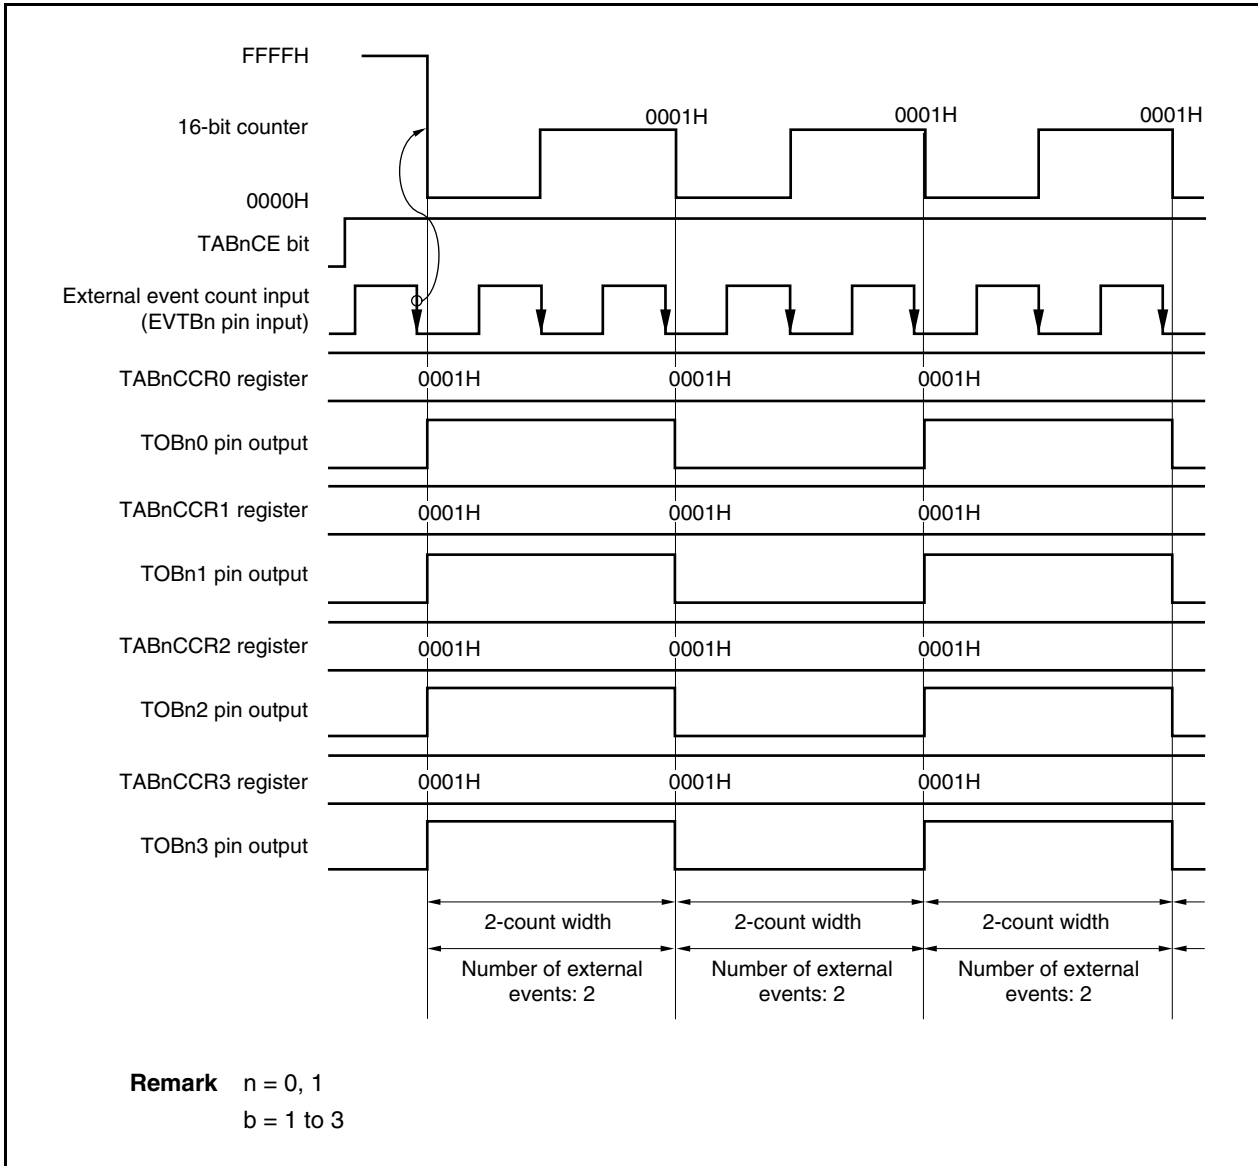 FFFFH
16-bit counter
0001H 0001H 0001H
0000H
TABnCE bit
External event count input
(EVTBn pin input)
TABnCCR0 register
0001H 0001H 0001H
TOBn0 pin output
TABnCCR1 register
0001H 0001H 0001H
TOBn1 pin output
TABnCCR2 register
0001H 0001H 0001H
TOBn2 pin output
TABnCCR3 register
0001H 0001H 0001H
TOBn3 pin output
2-count width 2-count width 2-count width
Number of external Number of external Number of external
events: 2 events: 2 events: 2
Remark n = 0, 1
b = 1 to 3